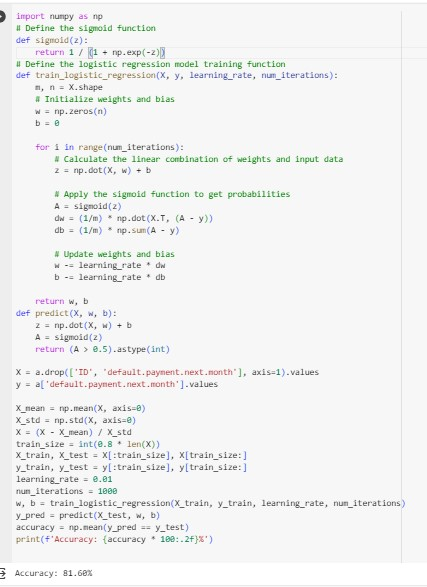 import numpy as np
# Define the sigmoid function
def sigmoid(z):
    return 1 / (1 + np.exp(-z))
# Define the logistic regression model training function
def train_logistic_regression(X, y, learning_rate, num_iterations):
    m, n = X.shape
    # Initialize weights and bias
    w = np.zeros(n)
    b = 0

    for i in range(num_iterations):
        # Calculate the linear combination of weights and input data
        z = np.dot(X, w) + b

        # Apply the sigmoid function to get probabilities
        A = sigmoid(z)
        dw = (1/m) * np.dot(X.T, (A - y))
        db = (1/m) * np.sum(A - y)

        # Update weights and bias
        w -= learning_rate * dw
        b -= learning_rate * db

    return w, b
def predict(X, w, b):
    z = np.dot(X, w) + b
    A = sigmoid(z)
    return (A > 0.5).astype(int)

X = a.drop(['ID', 'default.payment.next.month'], axis=1).values
y = a['default.payment.next.month'].values

X_mean = np.mean(X, axis=0)
X_std = np.std(X, axis=0)
X = (X - X_mean) / X_std
train_size = int(0.8 * len(X))
X_train, X_test = X[:train_size], X[train_size:]
y_train, y_test = y[:train_size], y[train_size:]
learning_rate = 0.01
num_iterations = 1000
w, b = train_logistic_regression(X_train, y_train, learning_rate, num_iterations)
y_pred = predict(X_test, w, b)
accuracy = np.mean(y_pred == y_test)
print(f'Accuracy: {accuracy * 100:.2f}%')

Accuracy: 81.60%